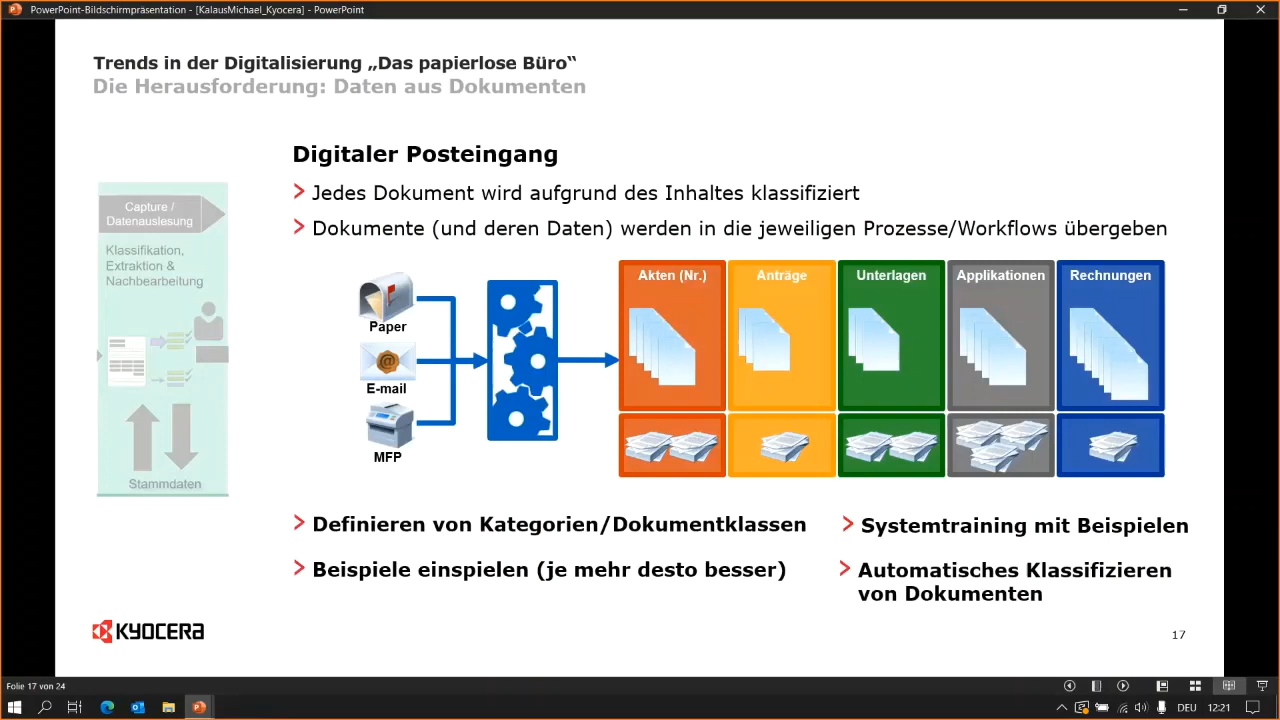 PowerPoint-Bildschirmpräsentation - [KalausMichael_Kyocera] - PowerPoint
Trends in der Digitalisierung „Das papierlose Büro“
Die Herausforderung: Daten aus Dokumenten
Digitaler Posteingang
Jedes Dokument wird aufgrund des Inhaltes klassifiziert
Dokumente (und deren Daten) werden in die jeweiligen Prozesse/Workflows übergeben
Capture /
Datenauslesung
Klassifikation,
Extraktion &
Nachbearbeitung
Stammdaten
Paper
E-mail
MFP
Akten (Nr.)
Anträge
Unterlagen
Applikationen
Rechnungen
Definieren von Kategorien/Dokumentklassen
Beispiele einspielen (je mehr desto besser)
Systemtraining mit Beispielen
Automatisches Klassifizieren
von Dokumenten
KYOCERA
17
Folie 17 von 24
DEU
12:21